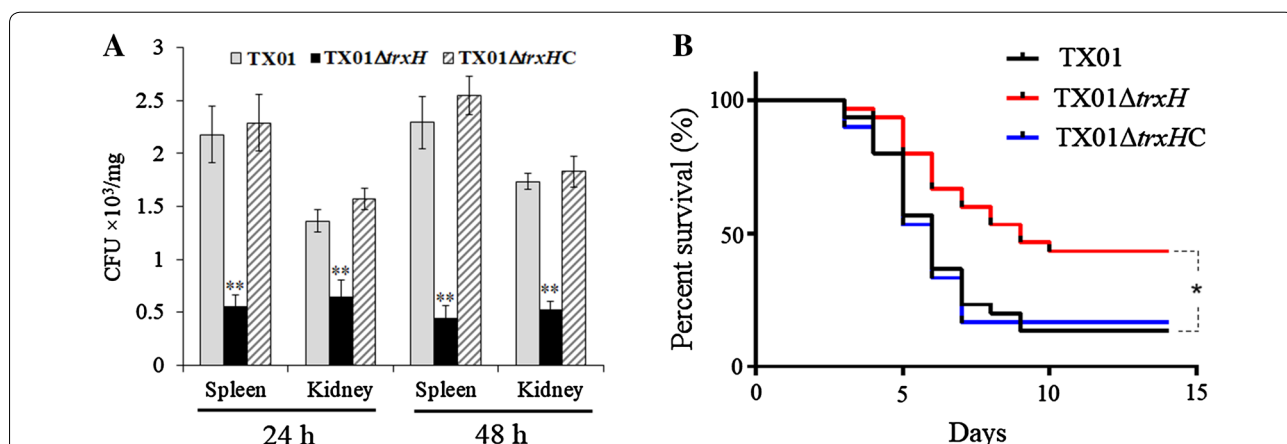 A
TX01 TX01ΔtrxH TX01ΔtrxHC
CFU ×10³/mg
3
2.5
2
1.5
1
0.5
0
** ** ** **
Spleen Kidney Spleen Kidney
24 h 48 h
B
TX01
TX01ΔtrxH
TX01ΔtrxHC
Percent survival (%)
100
50
0
*
0 5 10 15
Days